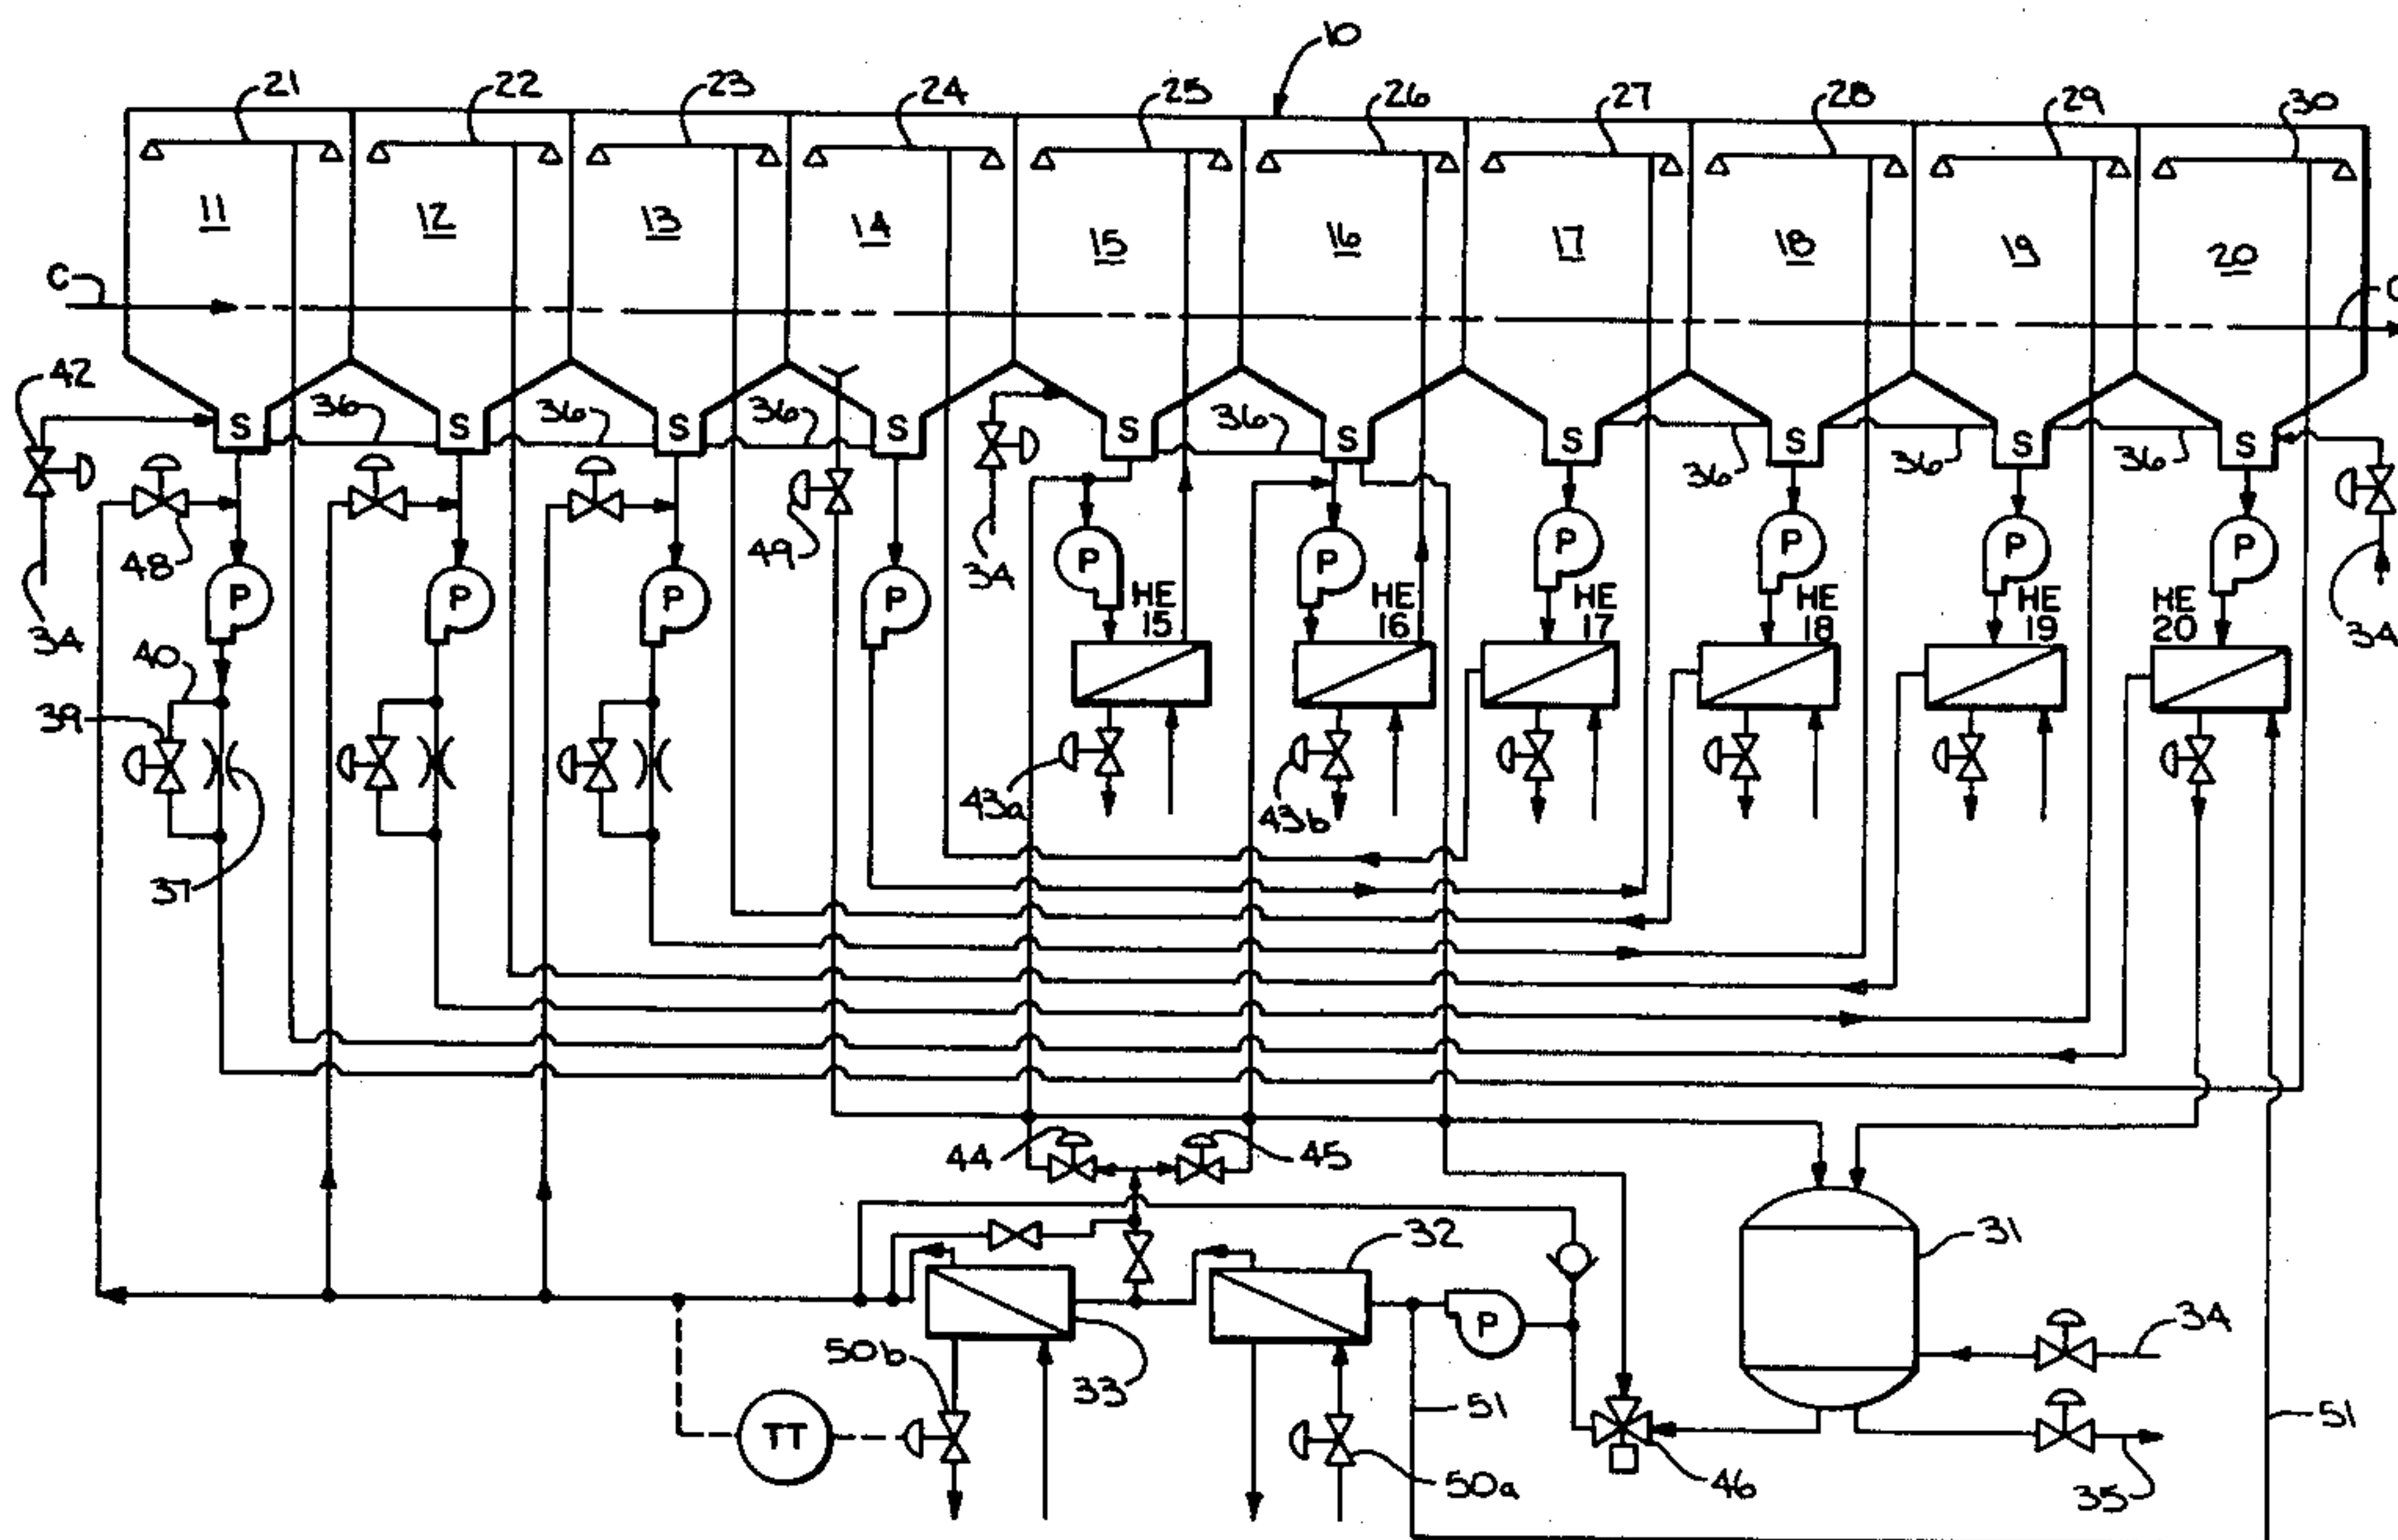 10
21 22 23 24 25 26 27 28 29 30
11 12 13 14 15 16 17 18 19 20
C
42 36 36 36 36 36 36 36
S S S S S S S S S S
48 49 34 34
34 P P P P P P P P P P
HE 15 HE 16 HE 17 HE 18 HE 19 HE 20
40
39
43a 43b
37
44 45
32 31
34
50b 33 P 51 51
TT 50a 46 35